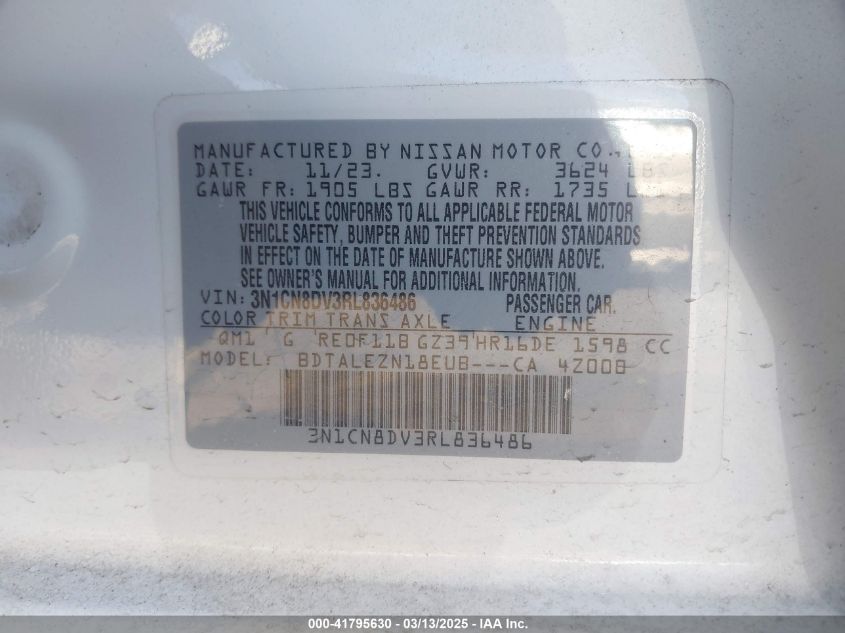 MANUFACTURED BY NISSAN MOTOR CO.,
DATE: 11/23. GVWR: 3624 LBS
GAWR FR: 1905 LBS GAWR RR: 1735
THIS VEHICLE CONFORMS TO ALL APPLICABLE FEDERAL MOTOR
VEHICLE SAFETY, BUMPER AND THEFT PREVENTION STANDARDS
IN EFFECT ON THE DATE OF MANUFACTURE SHOWN ABOVE.
SEE OWNER'S MANUAL FOR ADDITIONAL INFORMATION.
VIN: 3N1CN8DV3RL836486 PASSENGER CAR.
COLOR TRIM TRANS AXLE ENGINE
QM1 G RE0F11B GZ39 HR16DE 1598 CC
MODEL: BDTALEZN18EUB---CA 4Z008
3N1CN8DV3RL836486
000-41795630 - 03/13/2025 - IAA Inc.